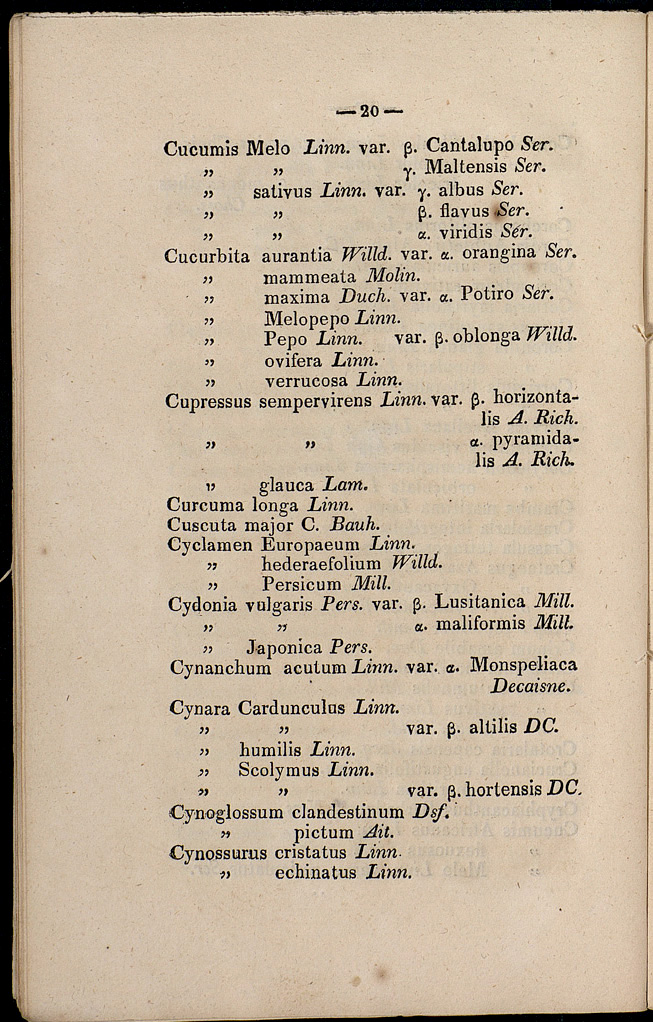 — 20 —
Cucumis Melo Linn. var. β. Cantalupo Ser.
„ „ γ. Maltensis Ser.
„ sativus Linn. var. γ. albus Ser.
„ „ β. flavus Ser.
„ „ α. viridis Ser.
Cucurbita aurantia Willd. var. α. orangina Ser.
„ mammeata Molin.
„ maxima Duch. var. α. Potiro Ser.
„ Melopepo Linn.
„ Pepo Linn. var. β. oblonga Willd.
„ ovifera Linn.
„ verrucosa Linn.
Cupressus sempervirens Linn. var. β. horizonta-
lis A. Rich.
„ „ α. pyramida-
lis A. Rich.
„ glauca Lam.
Curcuma longa Linn.
Cuscuta major C. Bauh.
Cyclamen Europaeum Linn.
„ hederaefolium Willd.
„ Persicum Mill.
Cydonia vulgaris Pers. var. β. Lusitanica Mill.
„ „ α. maliformis Mill.
„ Japonica Pers.
Cynanchum acutum Linn. var. α. Monspeliaca
Decaisne.
Cynara Cardunculus Linn.
„ „ var. β. altilis DC.
„ humilis Linn.
„ Scolymus Linn.
„ „ var. β. hortensis DC.
Cynoglossum clandestinum Dsf.
„ pictum Ait.
Cynossurus cristatus Linn.
„ echinatus Linn.